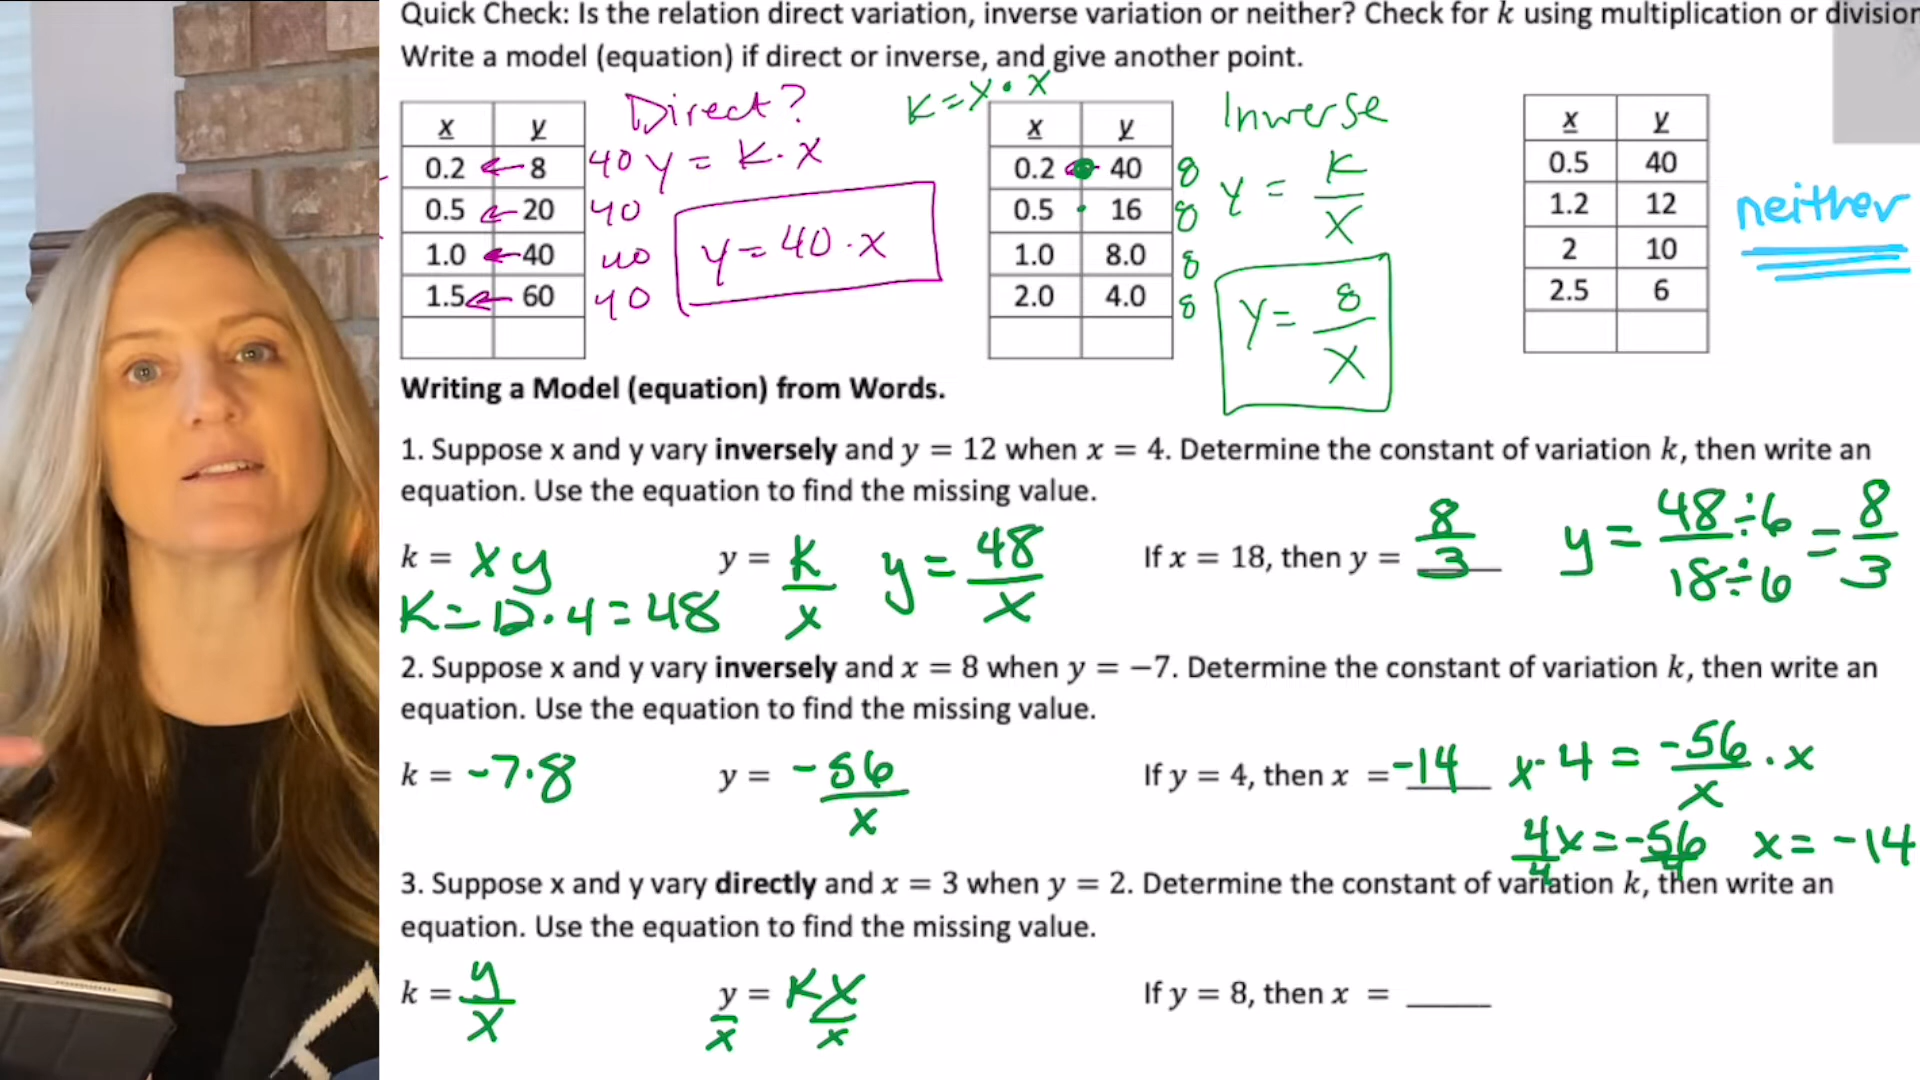 Quick Check: Is the relation direct variation, inverse variation or neither? Check for k using multiplication or division
Write a model (equation) if direct or inverse, and give another point.
x y
0.2 ← 8 40
0.5 ← 20 40
1.0 ← 40 40
1.5 ← 60 40
Direct?
y = K · X
y = 40 · x
K = y · x
x y
0.2 · 40 8
0.5 · 16 8
1.0 8.0 8
2.0 4.0 8
Inverse
y = K/X
y = 8/X
x y
0.5 40
1.2 12
2 10
2.5 6
neither
Writing a Model (equation) from Words.
1. Suppose x and y vary inversely and y = 12 when x = 4. Determine the constant of variation k, then write an
equation. Use the equation to find the missing value.
k = xy y = K/x y = 48/x If x = 18, then y = 8/3 y = 48÷6/18÷6 = 8/3
K = 12 · 4 = 48
2. Suppose x and y vary inversely and x = 8 when y = −7. Determine the constant of variation k, then write an
equation. Use the equation to find the missing value.
k = -7·8 y = -56/x If y = 4, then x = -14 x·4 = -56/x · x
4x/4 = -56/4 x = -14
3. Suppose x and y vary directly and x = 3 when y = 2. Determine the constant of variation k, then write an
equation. Use the equation to find the missing value.
k = y/x y/x = Kx/x If y = 8, then x = ____